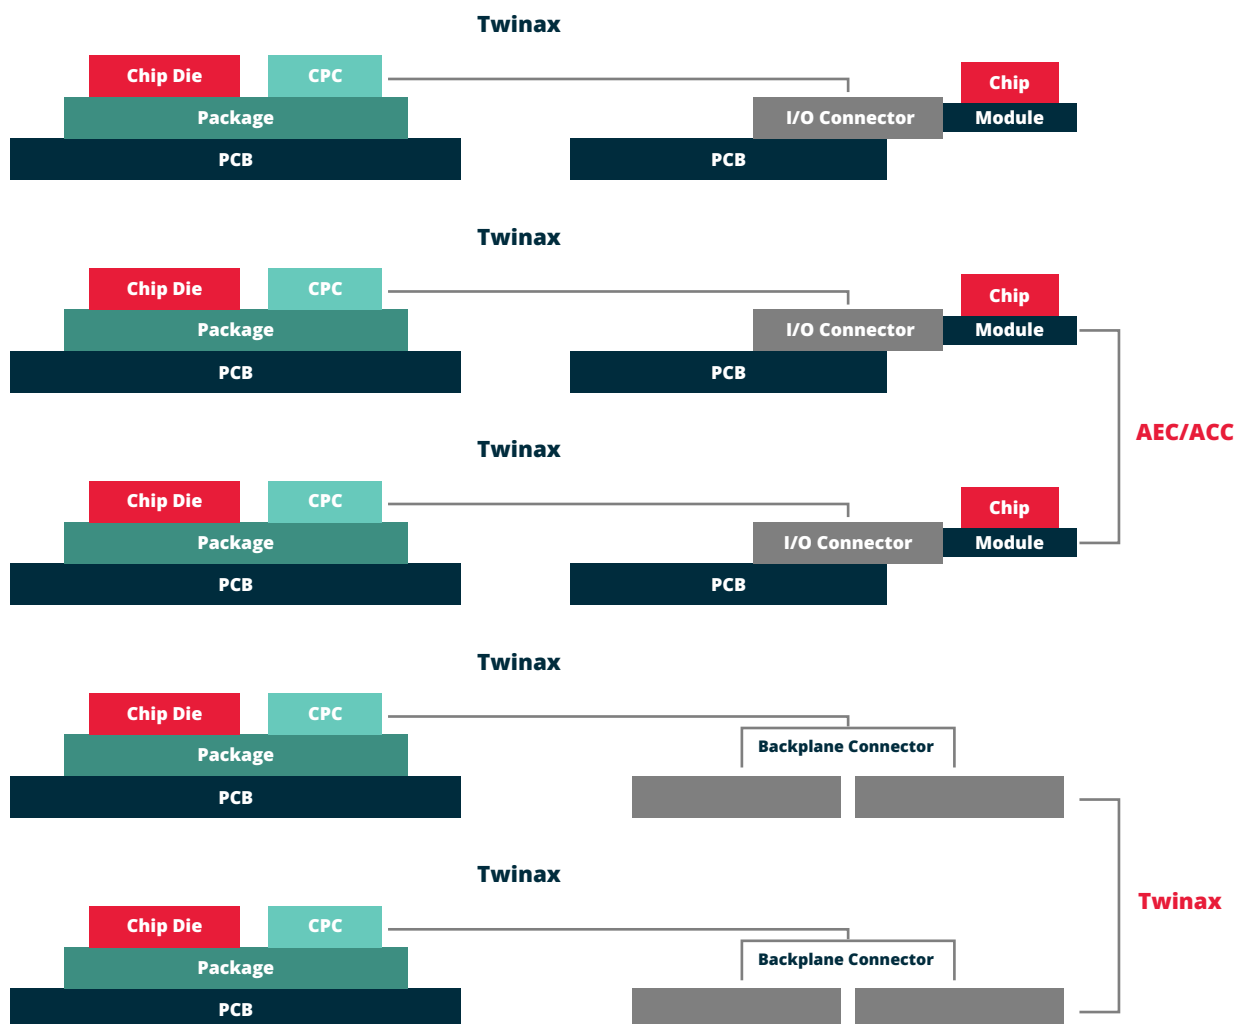 Twinax
Chip Die
CPC
Package
PCB
I/O Connector
PCB
Chip
Module
Twinax
Chip Die
CPC
Package
PCB
I/O Connector
PCB
Chip
Module
AEC/ACC
Twinax
Chip Die
CPC
Package
PCB
I/O Connector
PCB
Chip
Module
Twinax
Chip Die
CPC
Package
PCB
Backplane Connector
Twinax
Twinax
Chip Die
CPC
Package
PCB
Backplane Connector